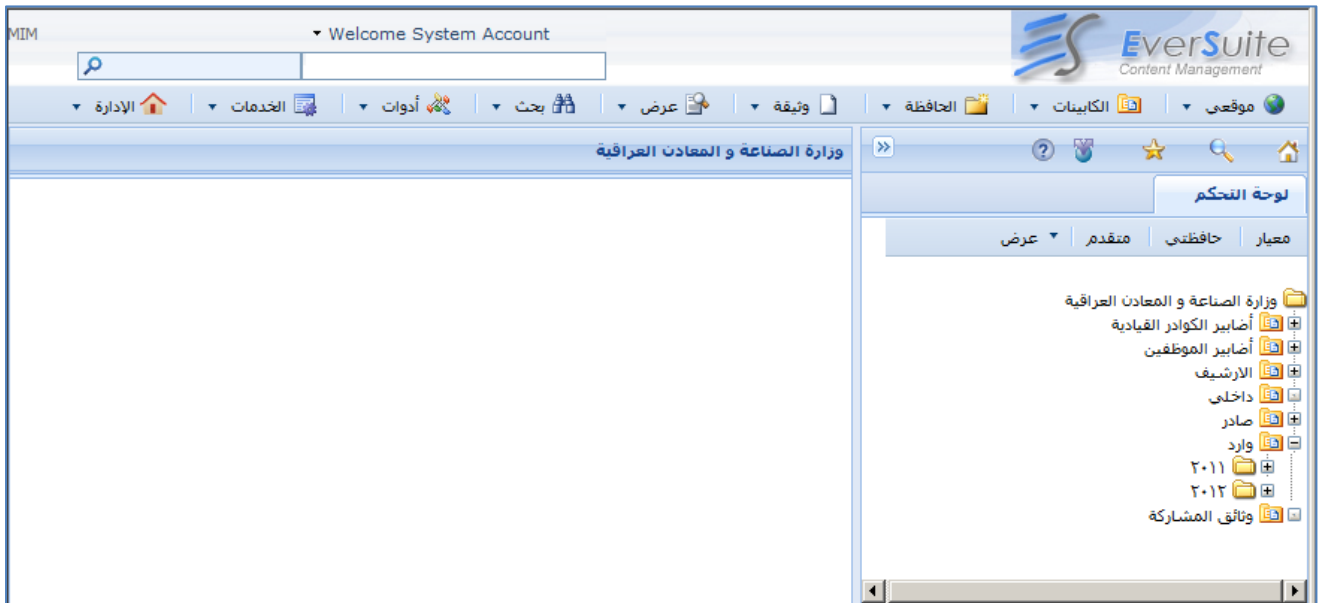 MIM
Welcome System Account
EverSuite
Content Management
موقعي
الكابينات
الحافظة
وثيقة
عرض
بحث
أدوات
الخدمات
الإدارة
وزارة الصناعة و المعادن العراقية
لوحة التحكم
معيار
حافظتي
متقدم
عرض
وزارة الصناعة و المعادن العراقية
أضابير الكوادر القيادية
أضابير الموظفين
الارشيف
داخلي
صادر
وارد
٢٠١١
٢٠١٢
وثائق المشاركة